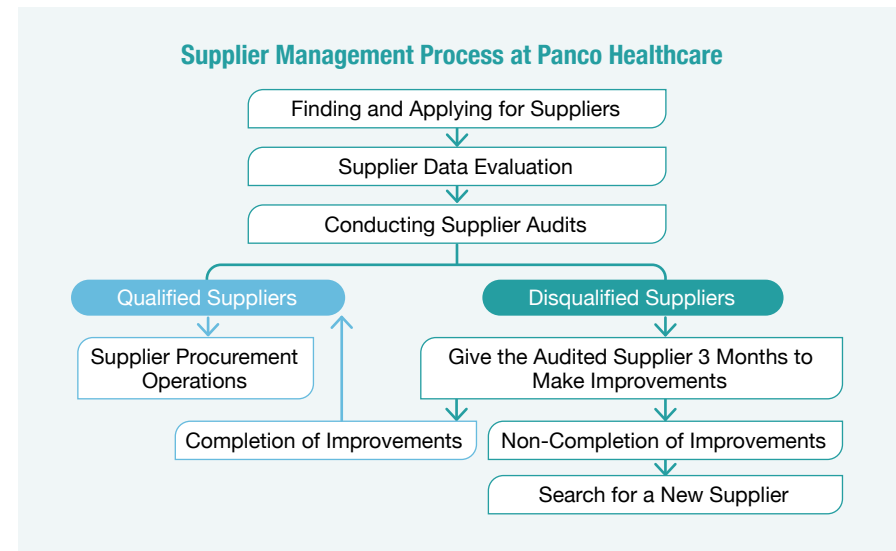 Supplier Management Process at Panco Healthcare
Finding and Applying for Suppliers
Supplier Data Evaluation
Conducting Supplier Audits
Qualified Suppliers
Disqualified Suppliers
Supplier Procurement
Operations
Give the Audited Supplier 3 Months to
Make Improvements
Completion of Improvements
Non-Completion of Improvements
Search for a New Supplier